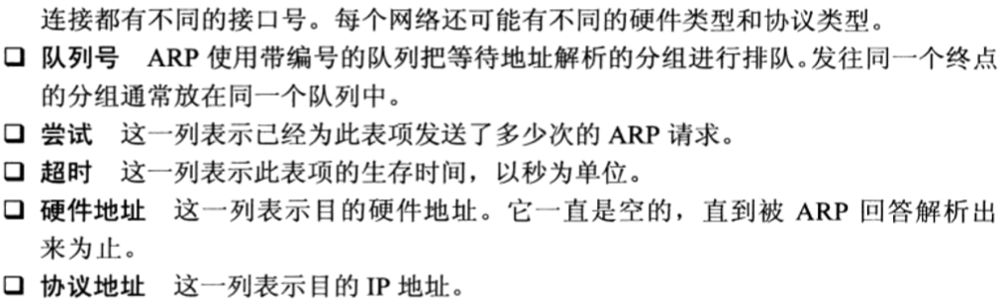 连接都有不同的接口号。每个网络还可能有不同的硬件类型和协议类型。
❑ 队列号 ARP 使用带编号的队列把等待地址解析的分组进行排队。发往同一个终点
的分组通常放在同一个队列中。
❑ 尝试 这一列表示已经为此表项发送了多少次的 ARP 请求。
❑ 超时 这一列表示此表项的生存时间，以秒为单位。
❑ 硬件地址 这一列表示目的硬件地址。它一直是空的，直到被 ARP 回答解析出
来为止。
❑ 协议地址 这一列表示目的 IP 地址。